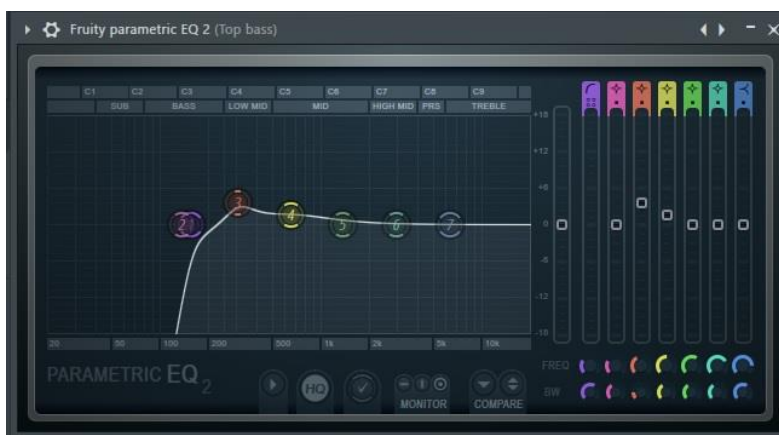 Fruity parametric EQ 2 (Top bass)
C1 C2 C3 C4 C5 C6 C7 C8 C9
SUB BASS LOW MID MID HIGH MID PRS TREBLE
+18
+12
+6
0
-6
-12
-18
2 1 3 4 5 6 7
20 50 100 200 500 1k 2k 5k 10k
PARAMETRIC EQ 2
HQ
MONITOR
COMPARE
FREQ
BW